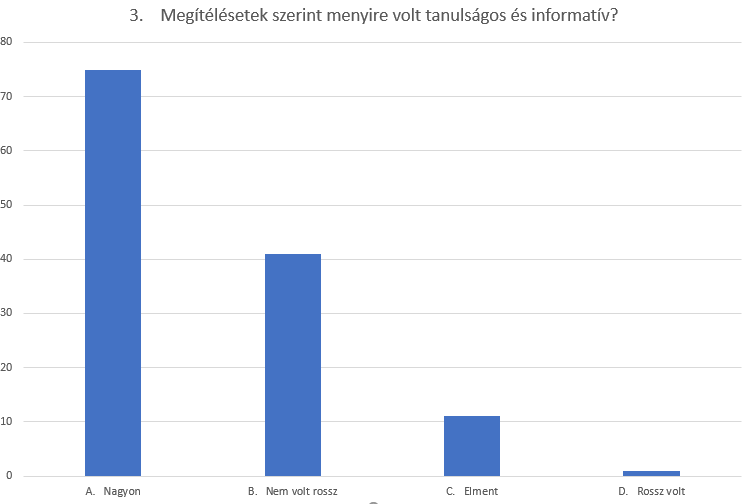 3. Megítélésetek szerint menyire volt tanulságos és informatív?
80
70
60
50
40
30
20
10
0
A. Nagyon
B. Nem volt rossz
C. Elment
D. Rossz volt